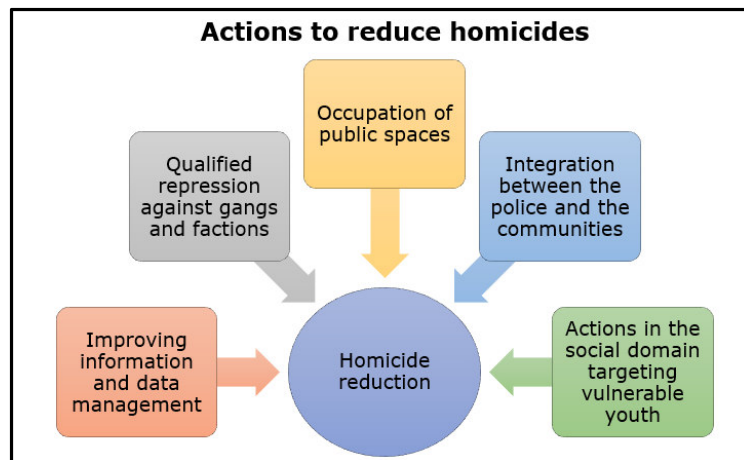 Actions to reduce homicides
Occupation of
public spaces
Qualified
repression
against gangs
and factions
Integration
between the
police and the
communities
Improving
information
and data
management
Homicide
reduction
Actions in the
social domain
targeting
vulnerable
youth